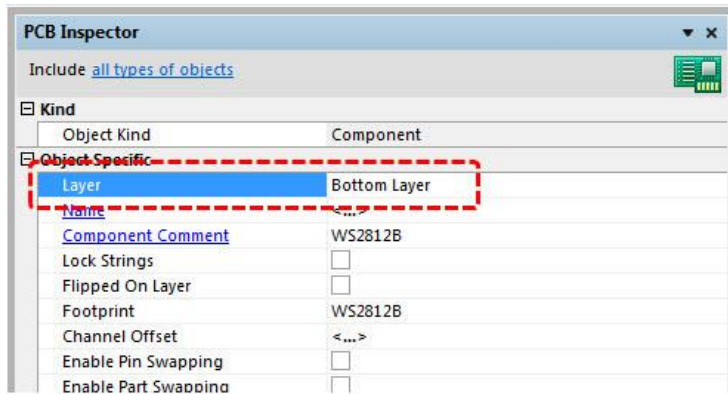 PCB Inspector
Include all types of objects
Kind
Object Kind Component
Object Specific
Layer Bottom Layer
Name <...>
Component Comment WS2812B
Lock Strings
Flipped On Layer
Footprint WS2812B
Channel Offset <...>
Enable Pin Swapping
Enable Part Swapping